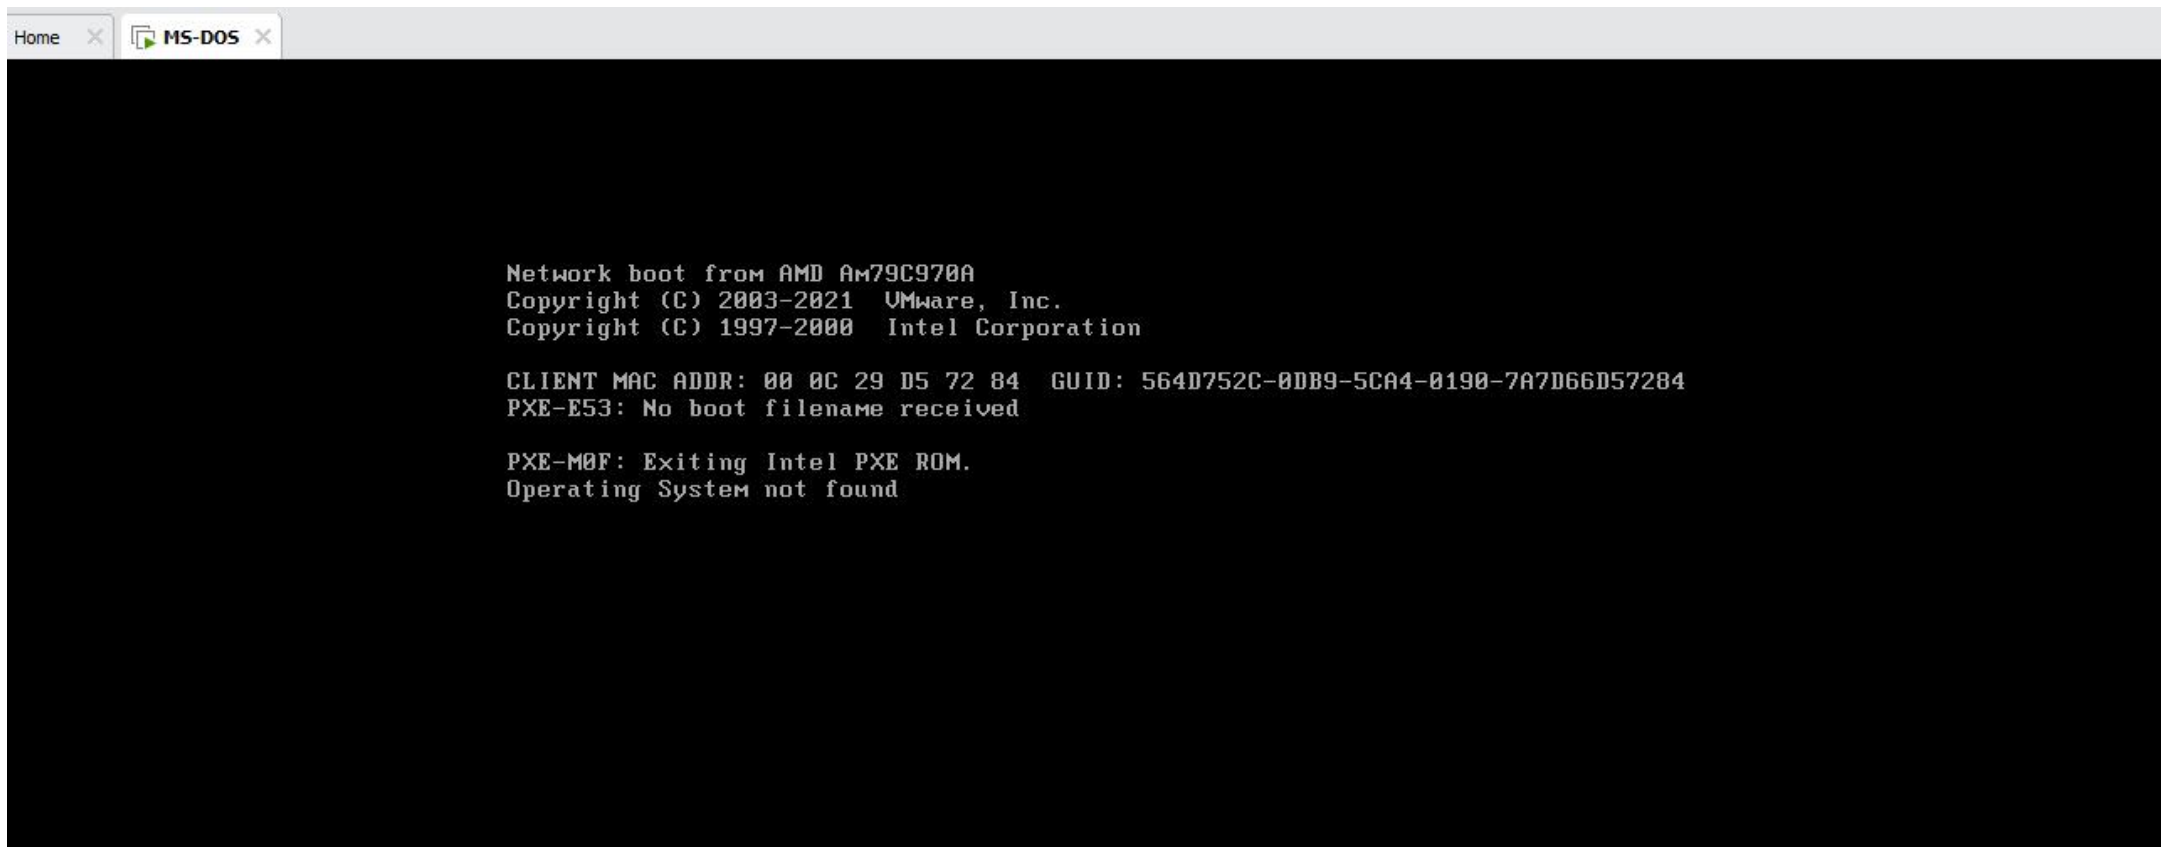 Home
MS-DOS
Network boot from AMD Am79C970A
Copyright (C) 2003-2021  VMware, Inc.
Copyright (C) 1997-2000  Intel Corporation
CLIENT MAC ADDR: 00 0C 29 D5 72 84  GUID: 564D752C-0DB9-5CA4-0190-7A7D66D57284
PXE-E53: No boot filename received
PXE-M0F: Exiting Intel PXE ROM.
Operating System not found